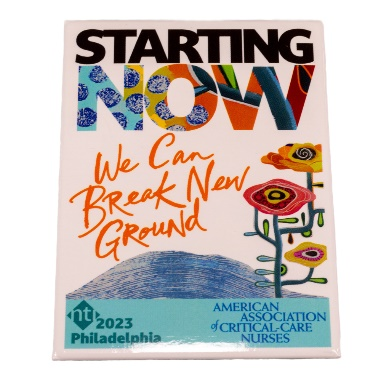 STARTING
NOW
We Can
Break New
Ground
nti 2023
Philadelphia
AMERICAN
ASSOCIATION
of CRITICAL-CARE
NURSES